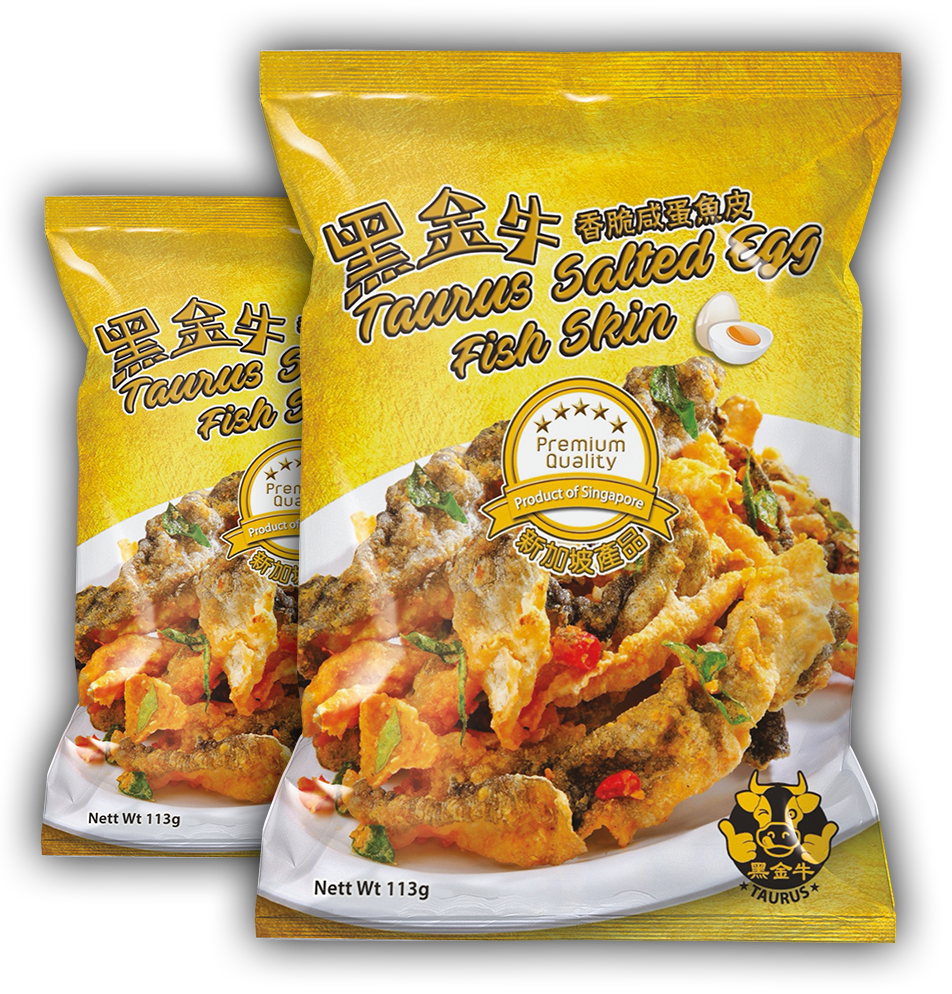 黑金牛 香脆咸蛋魚皮
Taurus Salted Egg
Fish Skin
Premium
Quality
Product of Singapore
新加坡產品
Nett Wt 113g
黑金牛
TAURUS
黑金牛
Taurus S
Fish S
Prem
Qua
Product of
新加
Nett Wt 113g